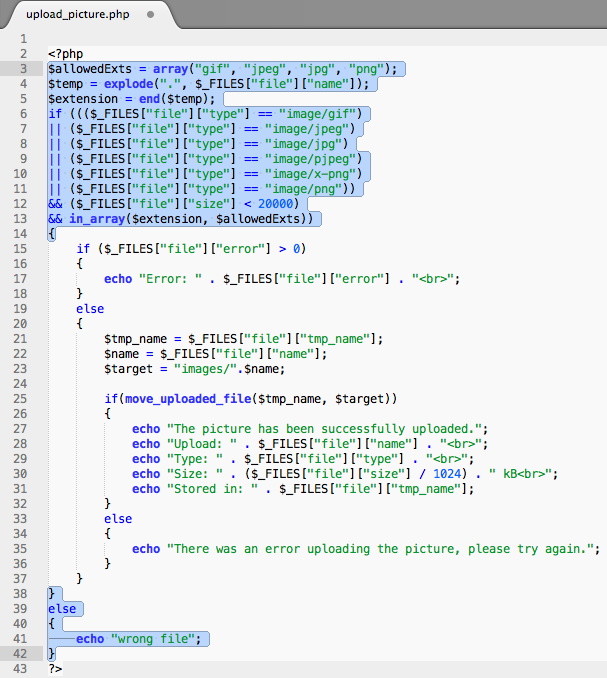 upload_picture.php
1
2 <?php
3 $allowedExts = array("gif", "jpeg", "jpg", "png");
4 $temp = explode(".", $_FILES["file"]["name"]);
5 $extension = end($temp);
6 if ((($_FILES["file"]["type"] == "image/gif")
7 || ($_FILES["file"]["type"] == "image/jpeg")
8 || ($_FILES["file"]["type"] == "image/jpg")
9 || ($_FILES["file"]["type"] == "image/pjpeg")
10 || ($_FILES["file"]["type"] == "image/x-png")
11 || ($_FILES["file"]["type"] == "image/png"))
12 && ($_FILES["file"]["size"] < 20000)
13 && in_array($extension, $allowedExts))
14 {
15     if ($_FILES["file"]["error"] > 0)
16     {
17         echo "Error: " . $_FILES["file"]["error"] . "<br>";
18     }
19     else
20     {
21         $tmp_name = $_FILES["file"]["tmp_name"];
22         $name = $_FILES["file"]["name"];
23         $target = "images/".$name;
24
25         if(move_uploaded_file($tmp_name, $target))
26         {
27             echo "The picture has been successfully uploaded.";
28             echo "Upload: " . $_FILES["file"]["name"] . "<br>";
29             echo "Type: " . $_FILES["file"]["type"] . "<br>";
30             echo "Size: " . ($_FILES["file"]["size"] / 1024) . " kB<br>";
31             echo "Stored in: " . $_FILES["file"]["tmp_name"];
32         }
33         else
34         {
35             echo "There was an error uploading the picture, please try again.";
36         }
37     }
38 }
39 else
40 {
41     echo "wrong file";
42 }
43 ?>